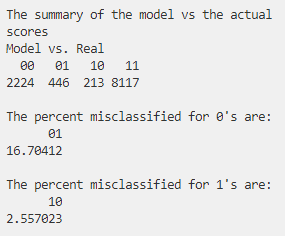 The summary of the model vs the actual
scores
Model vs. Real
00 01 10 11
2224 446 213 8117
The percent misclassified for 0's are:
01
16.70412
The percent misclassified for 1's are:
10
2.557023